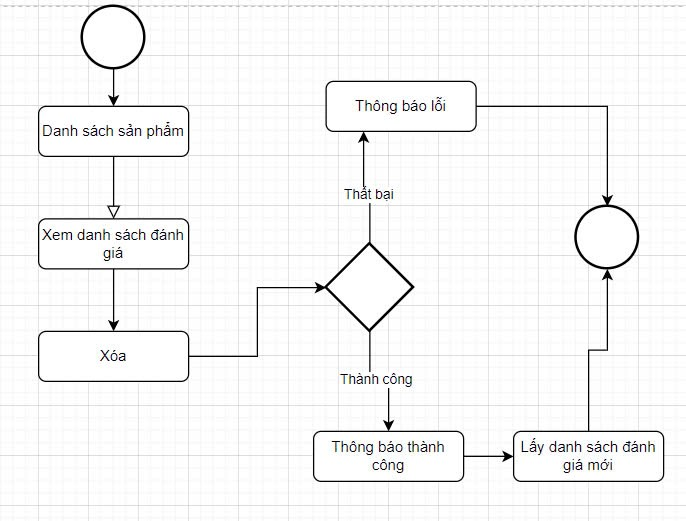 Danh sách sản phẩm
Xem danh sách đánh
giá
Xóa
Thông báo lỗi
Thất bại
Thành công
Thông báo thành
công
Lấy danh sách đánh
giá mới